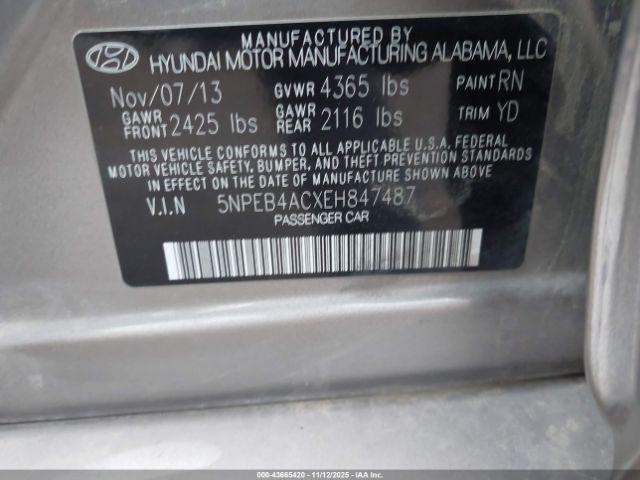 MANUFACTURED BY
HYUNDAI MOTOR MANUFACTURING ALABAMA, LLC
Nov/07/13 GVWR 4365 lbs PAINT RN
GAWR FRONT 2425 lbs GAWR REAR 2116 lbs TRIM YD
THIS VEHICLE CONFORMS TO ALL APPLICABLE U.S.A. FEDERAL
MOTOR VEHICLE SAFETY, BUMPER, AND THEFT PREVENTION
STANDARDS IN EFFECT ON THE DATE OF MANUFACTURE SHOWN ABOVE.
V.I.N 5NPEB4ACXEH847487
PASSENGER CAR
000-43665420 - 11/12/2025 - IAAI.COM